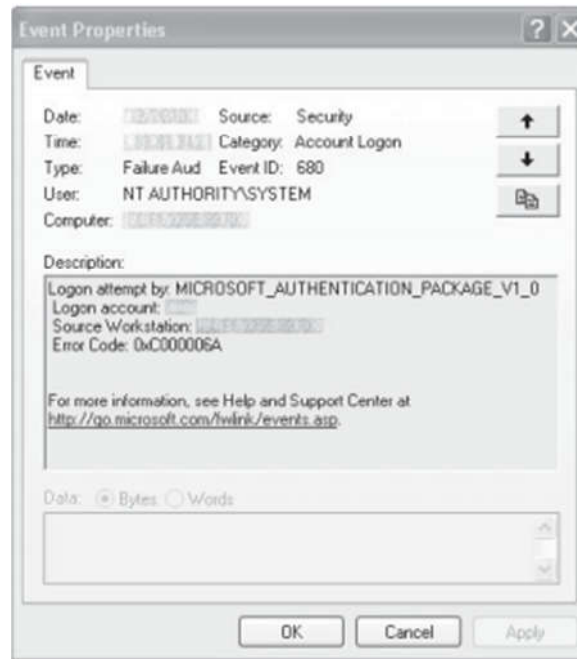 Event Properties
Event
Date: Source: Security
Time: Category: Account Logon
Type: Failure Aud Event ID: 680
User: NT AUTHORITY\SYSTEM
Computer:
Description:
Logon attempt by: MICROSOFT_AUTHENTICATION_PACKAGE_V1_0
Logon account:
Source Workstation:
Error Code: 0xC000006A
For more information, see Help and Support Center at
http://go.microsoft.com/fwlink/events.asp.
Data: Bytes Words
OK Cancel Apply